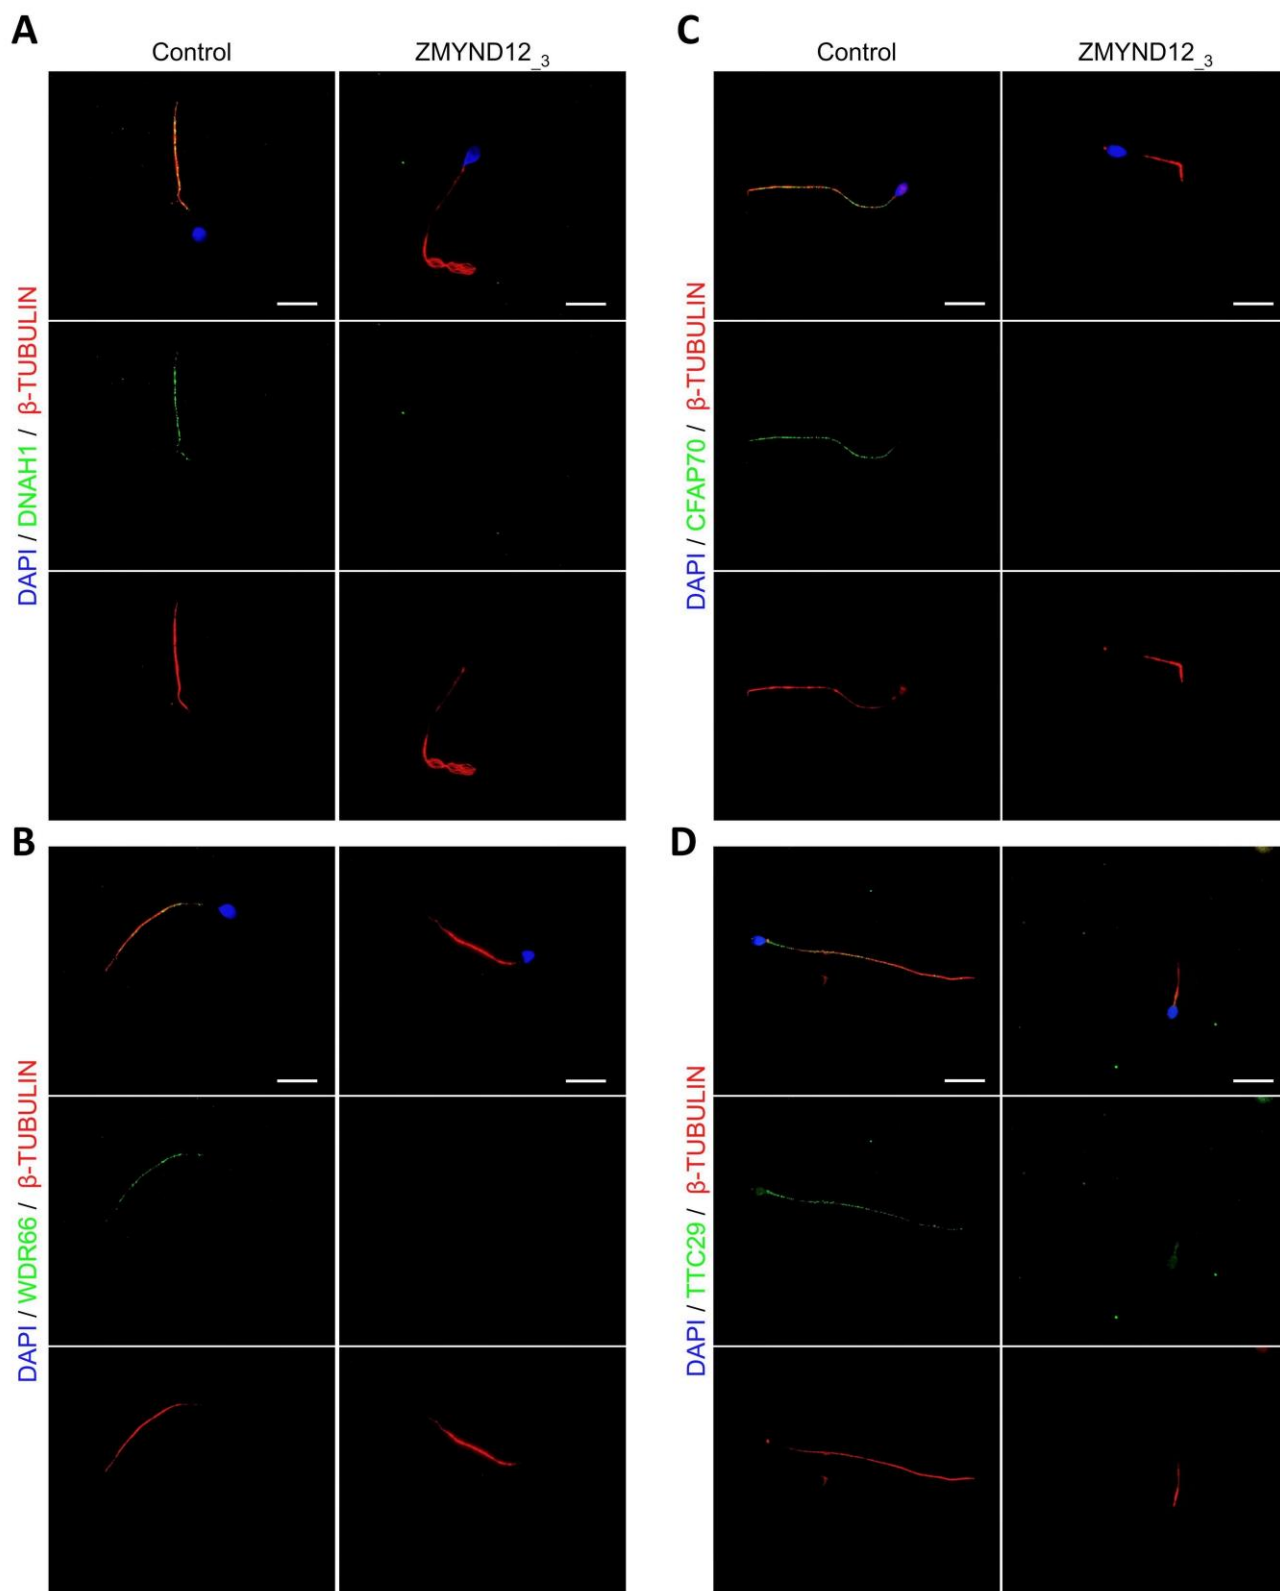 A
Control
ZMYND12_3
DAPI / DNAH1 / β-TUBULIN
B
DAPI / WDR66 / β-TUBULIN
C
Control
ZMYND12_3
DAPI / CFAP70 / β-TUBULIN
D
DAPI / TTC29 / β-TUBULIN